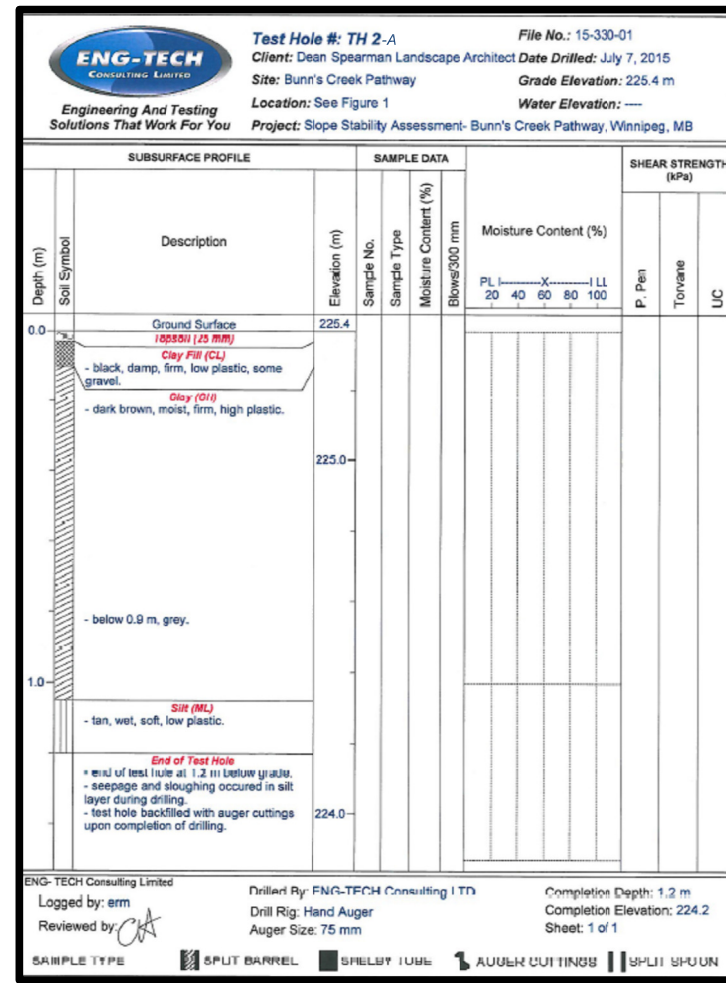 ENG-TECH
CONSULTING LIMITED
Engineering And Testing
Solutions That Work For You
Test Hole #: TH 2-A
File No.: 15-330-01
Client: Dean Spearman Landscape Architect
Date Drilled: July 7, 2015
Site: Bunn's Creek Pathway
Grade Elevation: 225.4 m
Location: See Figure 1
Water Elevation: ----
Project: Slope Stability Assessment- Bunn's Creek Pathway, Winnipeg, MB
SUBSURFACE PROFILE
SAMPLE DATA
SHEAR STRENGTH
(kPa)
Depth (m)
Soil Symbol
Description
Elevation (m)
Sample No.
Sample Type
Moisture Content (%)
Blows/300 mm
Moisture Content (%)
PL I---------X---------I LL
20 40 60 80 100
P. Pen
Torvane
UC
0.0
Ground Surface
225.4
Topsoil (25 mm)
Clay Fill (CL)
- black, damp, firm, low plastic, some
gravel.
Clay (CH)
- dark brown, moist, firm, high plastic.
225.0
- below 0.9 m, grey.
1.0
Silt (ML)
- tan, wet, soft, low plastic.
End of Test Hole
- end of test hole at 1.2 m below grade.
- seepage and sloughing occured in silt
layer during drilling.
- test hole backfilled with auger cuttings
upon completion of drilling.
224.0
ENG- TECH Consulting Limited
Logged by: erm
Reviewed by:
Drilled By: ENG-TECH Consulting LTD
Drill Rig: Hand Auger
Auger Size: 75 mm
Completion Depth: 1.2 m
Completion Elevation: 224.2
Sheet: 1 of 1
SAMPLE TYPE
SPLIT BARREL
SHELBY TUBE
AUGER CUTTINGS
SPLIT SPOON